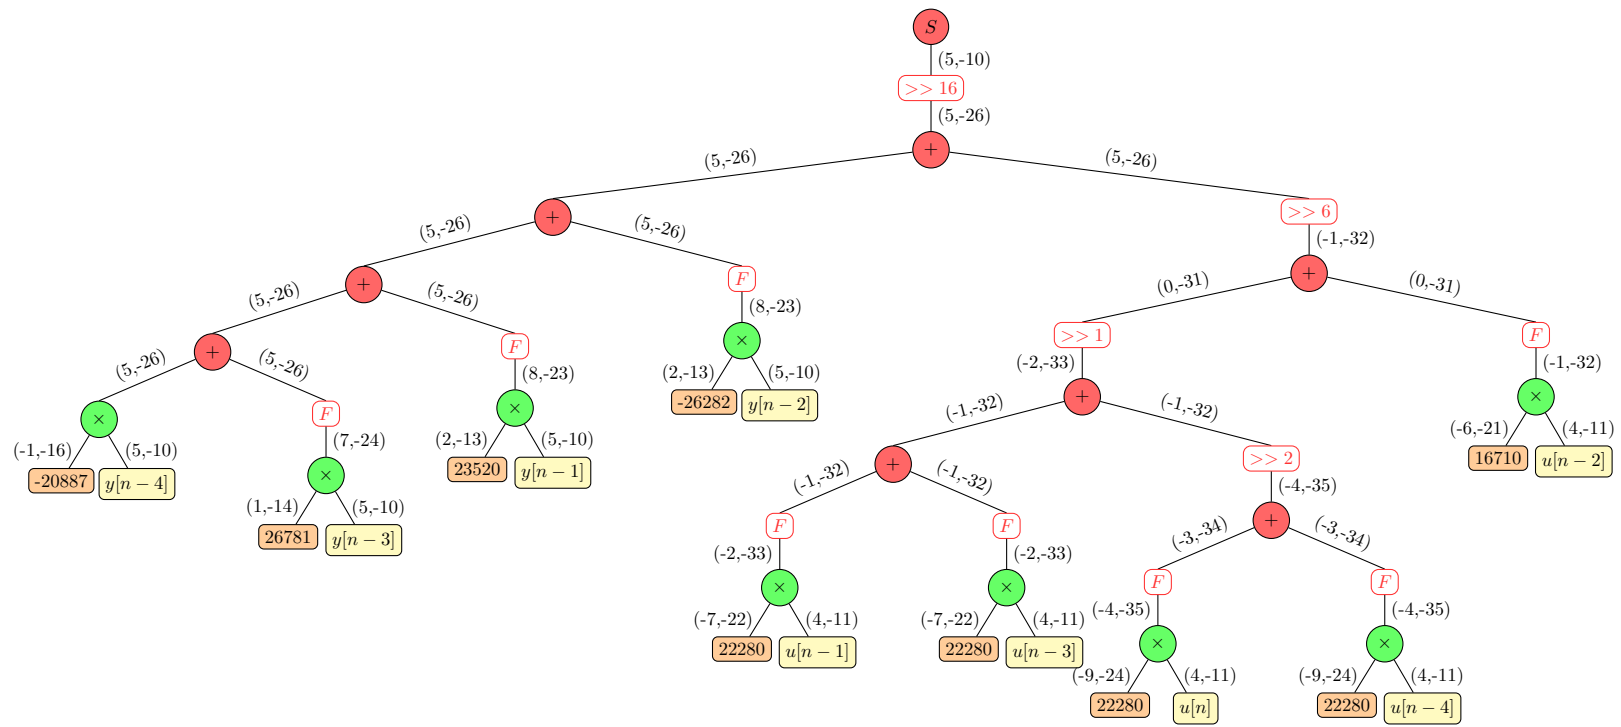 S
(5,-10)
>> 16
(5,-26)
+
(5,-26) (5,-26)
+ >> 6
(5,-26) (5,-26) (-1,-32)
+ F +
(5,-26) (5,-26) (8,-23) (0,-31) (0,-31)
+ F × >> 1 F
(5,-26) (5,-26) (8,-23) (2,-13) (5,-10) (-2,-33) (-1,-32)
× F × -26282 y[n − 2] + ×
(-1,-16) (5,-10) (7,-24) (2,-13) (5,-10) (-1,-32) (-1,-32) (-6,-21) (4,-11)
-20887 y[n − 4] × 23520 y[n − 1] + >> 2 16710 u[n − 2]
(1,-14) (5,-10) (-1,-32) (-1,-32) (-4,-35)
26781 y[n − 3] F F +
(-2,-33) (-2,-33) (-3,-34) (-3,-34)
× × F F
(-7,-22) (4,-11) (-7,-22) (4,-11) (-4,-35) (-4,-35)
22280 u[n − 1] 22280 u[n − 3] × ×
(-9,-24) (4,-11) (-9,-24) (4,-11)
22280 u[n] 22280 u[n − 4]